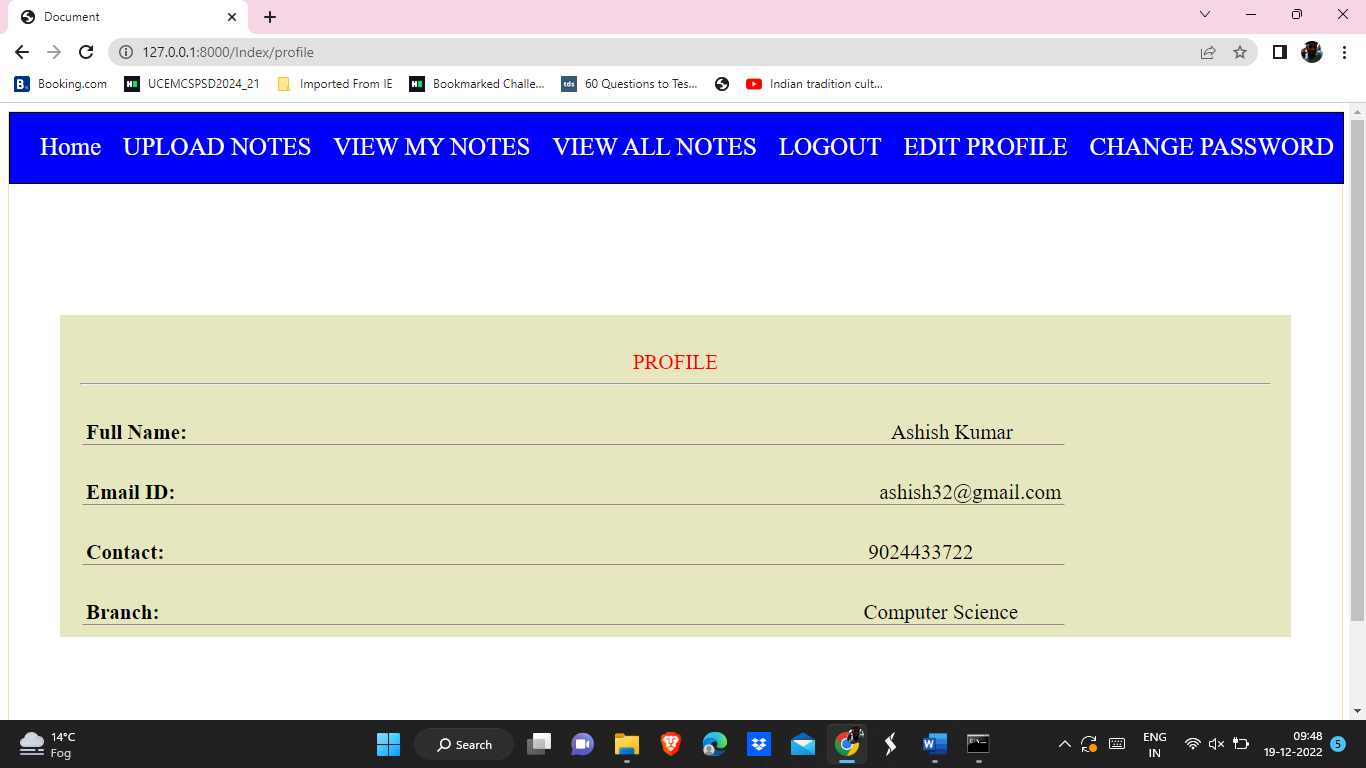 Document
127.0.0.1:8000/Index/profile
B. Booking.com
H UCEMCSPSD2024_21
Imported From IE
H Bookmarked Challe...
tds 60 Questions to Tes...
Indian tradition cult...
Home UPLOAD NOTES VIEW MY NOTES VIEW ALL NOTES LOGOUT EDIT PROFILE CHANGE PASSWORD
PROFILE
Full Name: Ashish Kumar
Email ID: ashish32@gmail.com
Contact: 9024433722
Branch: Computer Science
14°C
Fog
Search
W
ENG
IN
09:48
19-12-2022
5